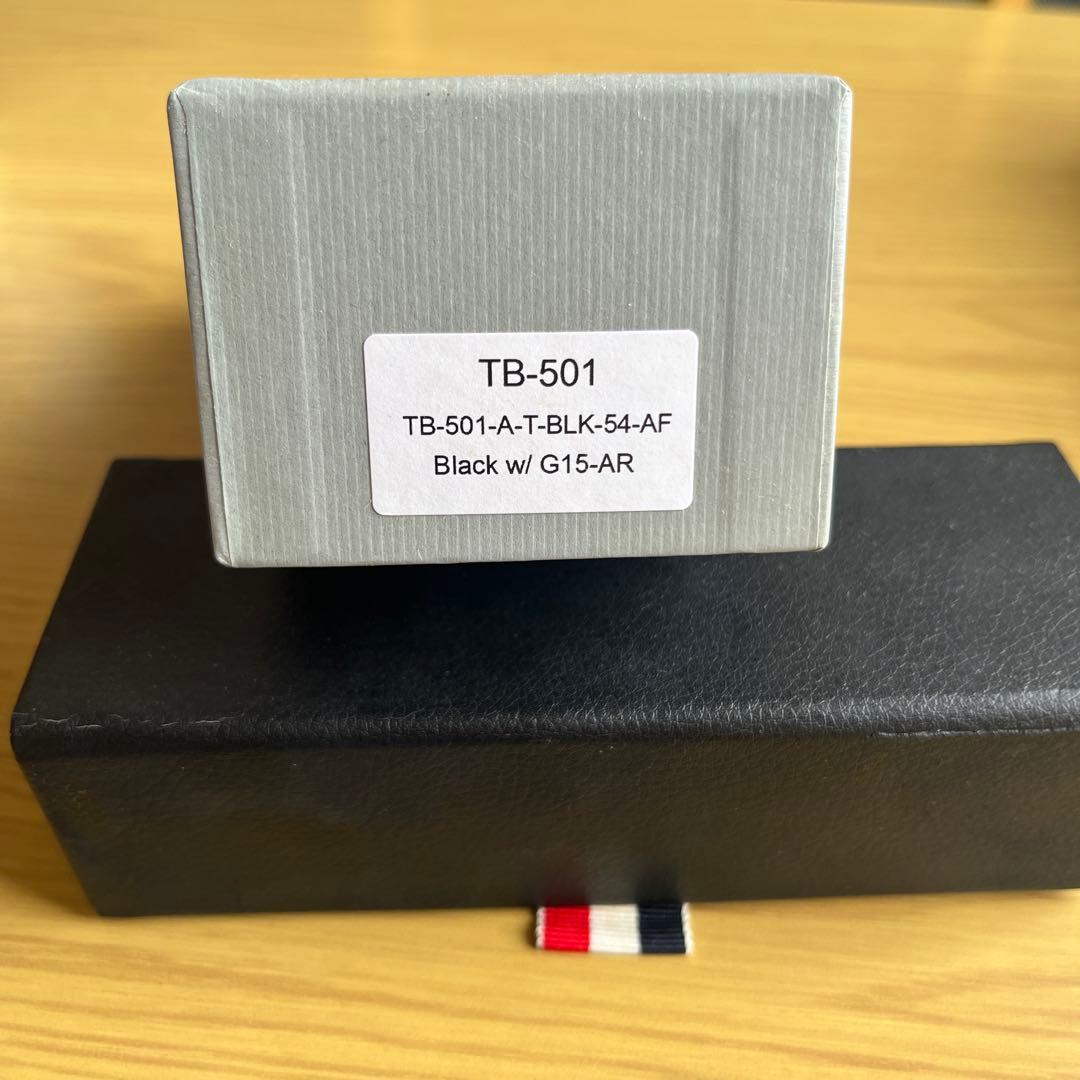 TB-501
TB-501-A-T-BLK-54-AF
Black w/ G15-AR